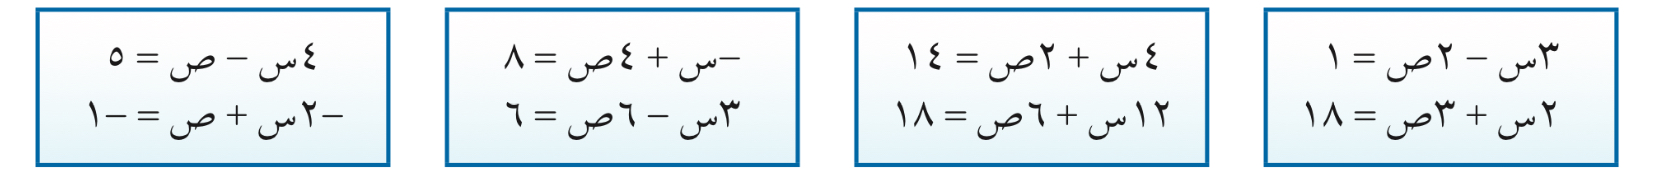 ٣س − ٢ص = ١
٢س + ٣ص = ١٨
٤س + ٢ص = ١٤
١٢س + ٦ص = ١٨
−س + ٤ص = ٨
٣س − ٦ص = ٦
٤س − ص = ٥
−٢س + ص = −١